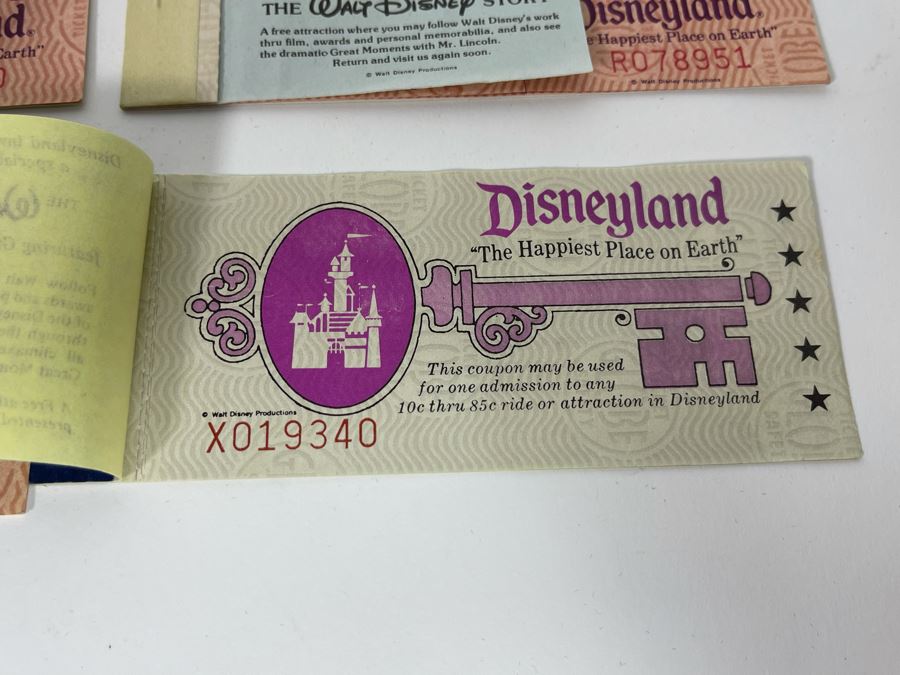 THE Walt Disney STORY
A free attraction where you may follow Walt Disney's work
thru film, awards and personal memorabilia, and also see
the dramatic Great Moments with Mr. Lincoln.
Return and visit us again soon.
© Walt Disney Productions
Disneyland®
e Happiest Place on Earth"
R078951
© Walt Disney Productions
d®
Earth"
0
Disneyland
"The Happiest Place on Earth"
This coupon may be used
for one admission to any
10c thru 85c ride or attraction in Disneyland
© Walt Disney Productions
X019340